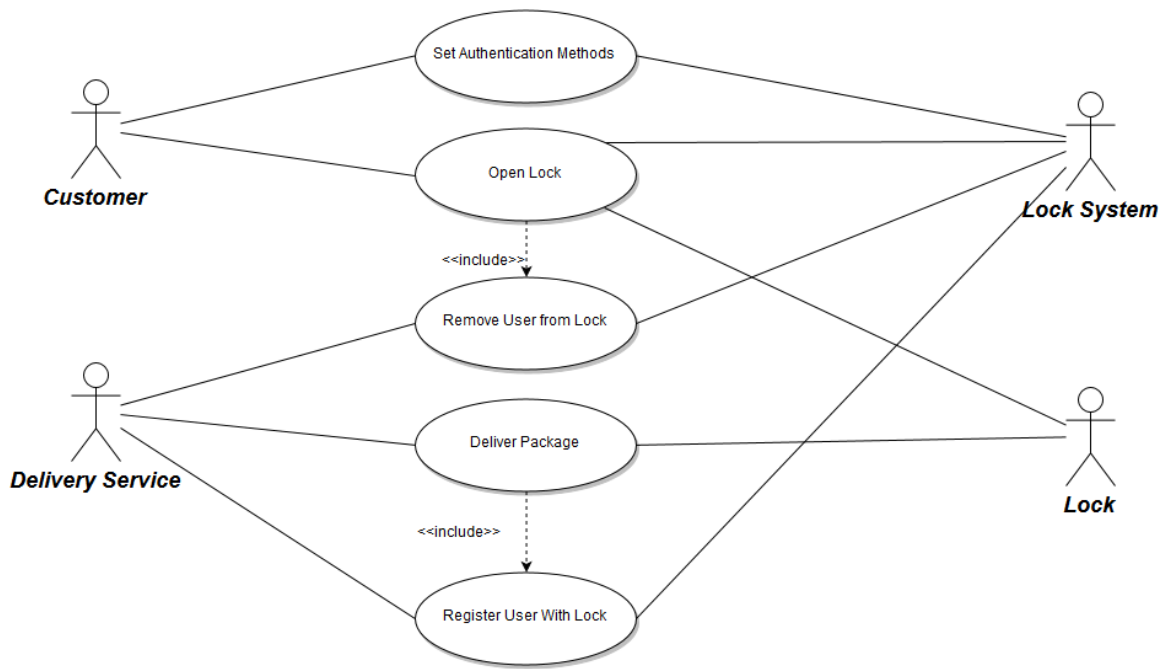 Set Authentication Methods
Customer
Open Lock
Lock System
<<include>>
Remove User from Lock
Delivery Service
Deliver Package
Lock
<<include>>
Register User With Lock